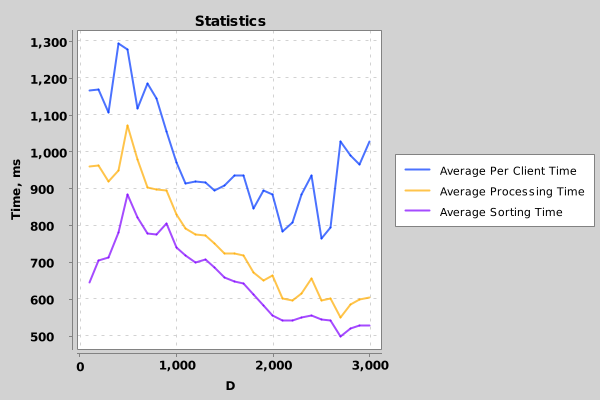 Statistics
1,300
1,200
1,100
1,000
900
800
700
600
500
Time, ms
0
1,000
2,000
3,000
D
Average Per Client Time
Average Processing Time
Average Sorting Time